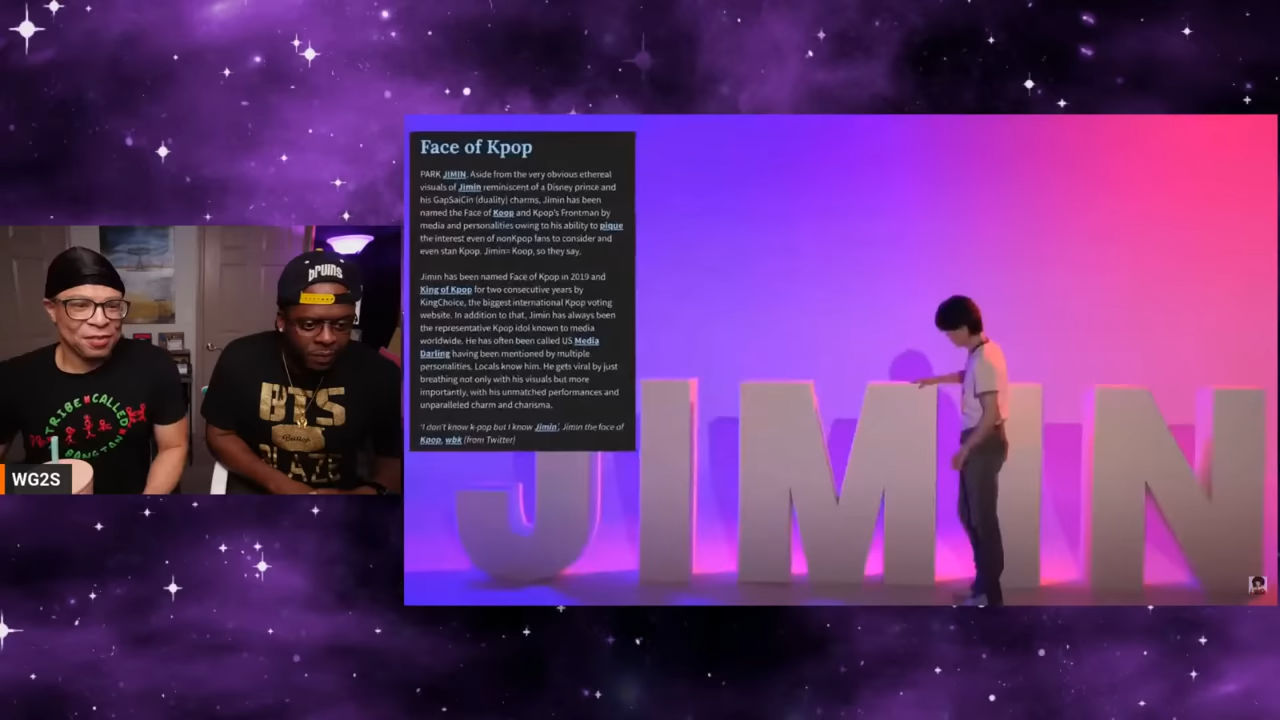 Face of Kpop
PARK JIMIN. Aside from the very obvious ethereal
visuals of Jimin reminiscent of a Disney prince and
his GapSaiCin (duality) charms, Jimin has been
named the Face of Kpop and Kpop's Frontman by
media and personalities owing to his ability to pique
the interest even of nonKpop fans to consider and
even stan Kpop. Jimin= Kpop, so they say.
Jimin has been named Face of Kpop in 2019 and
King of Kpop for two consecutive years by
KingChoice, the biggest international Kpop voting
website. In addition to that, Jimin has always been
the representative Kpop idol known to media
worldwide. He has often been called US Media
Darling having been mentioned by multiple
personalities. Locals know him. He gets viral by just
breathing not only with his visuals but more
importantly, with his unmatched performances and
unparalleled charm and charisma.
'I don't know k-pop but I know Jimin', Jimin the face of
Kpop, wbk (from Twitter)
JIMIN
bruins
TRIBE CALLED
BANGTAN
BTS
Butter
BLAZE
WG2S